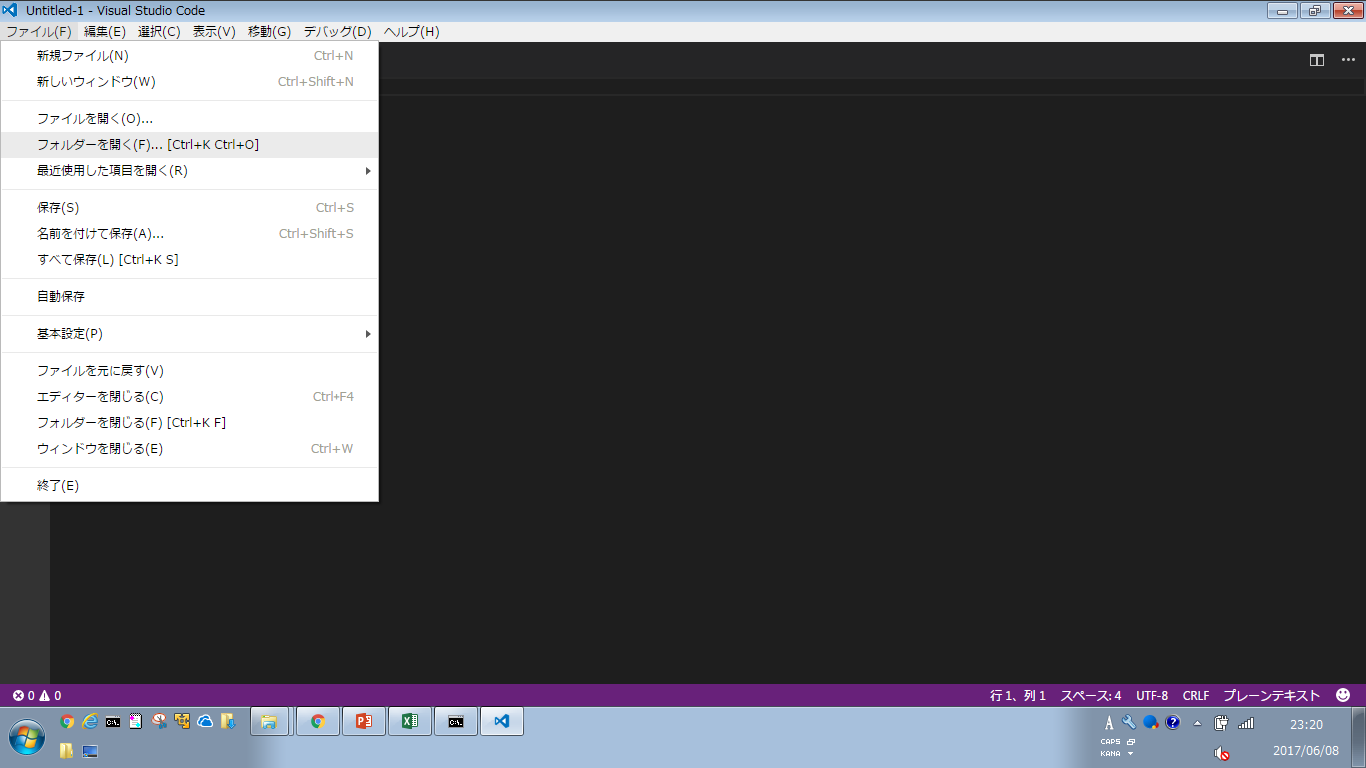 Untitled-1 - Visual Studio Code
ファイル(F) 編集(E) 選択(C) 表示(V) 移動(G) デバッグ(D) ヘルプ(H)
新規ファイル(N) Ctrl+N
新しいウィンドウ(W) Ctrl+Shift+N
ファイルを開く(O)...
フォルダーを開く(F)... [Ctrl+K Ctrl+O]
最近使用した項目を開く(R)
保存(S) Ctrl+S
名前を付けて保存(A)... Ctrl+Shift+S
すべて保存(L) [Ctrl+K S]
自動保存
基本設定(P)
ファイルを元に戻す(V)
エディターを閉じる(C) Ctrl+F4
フォルダーを閉じる(F) [Ctrl+K F]
ウィンドウを閉じる(E) Ctrl+W
終了(E)
0 0 行 1、列 1 スペース: 4 UTF-8 CRLF プレーンテキスト
A 23:20
CAPS
KANA 2017/06/08